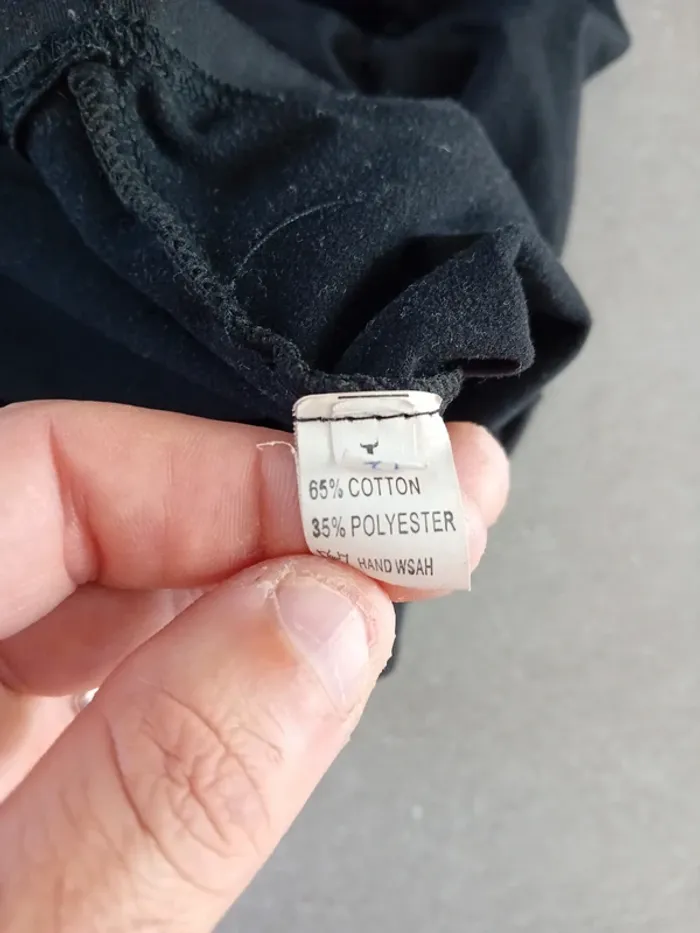 65% COTTON
35% POLYESTER
HAND WSAH